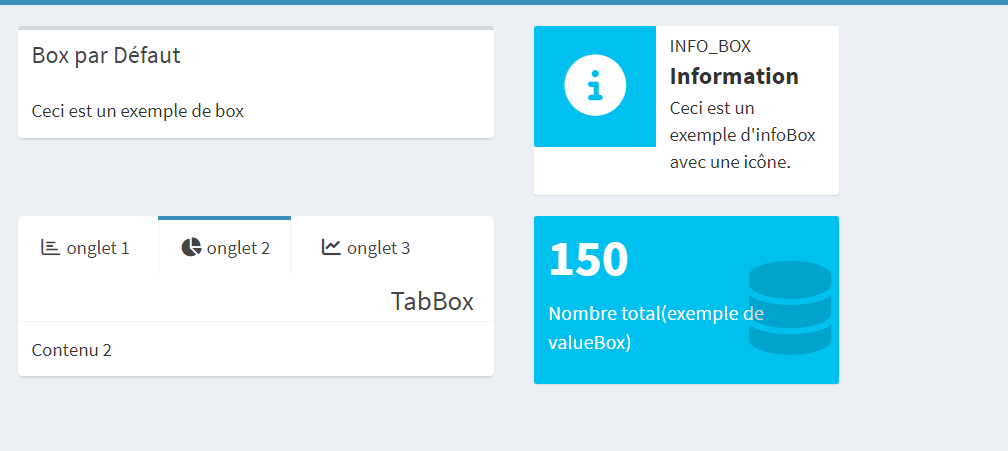 Box par Défaut
Ceci est un exemple de box
INFO_BOX
Information
Ceci est un
exemple d'infoBox
avec une icône.
onglet 1
onglet 2
onglet 3
TabBox
Contenu 2
150
Nombre total(exemple de
valueBox)